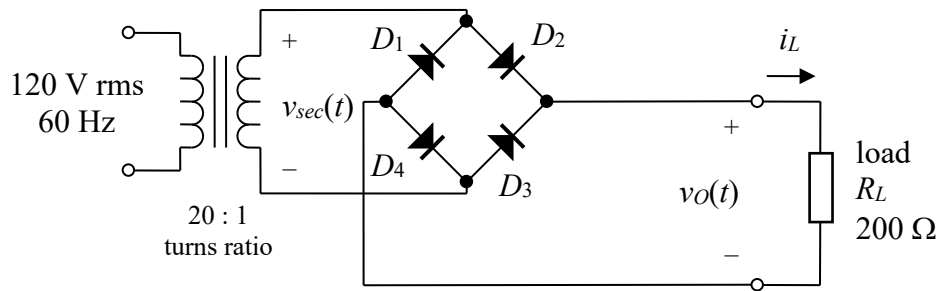 120 V rms
60 Hz
+
v_sec(t)
−
20 : 1
turns ratio
D1
D2
D4
D3
i_L
+
v_O(t)
−
load
R_L
200 Ω